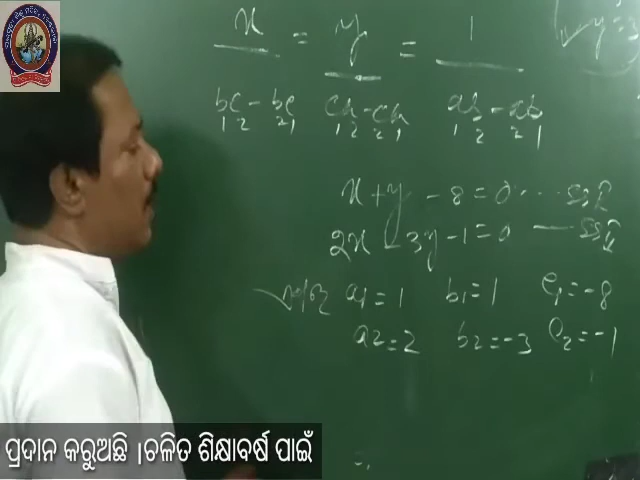 x/ = y/ = 1/
b₁c₂ - b₂c₁ c₁a₂ - c₂a₁ a₁b₂ - a₂b₁
x + y - 8 = 0 ...
2x - 3y - 1 = 0 —
a₁ = 1 b₁ = 1 c₁ = -8
a₂ = 2 b₂ = -3 c₂ = -1
ପ୍ରଦାନ କରୁଅଛି ।ଚଳିତ ଶିକ୍ଷାବର୍ଷ ପାଇଁ